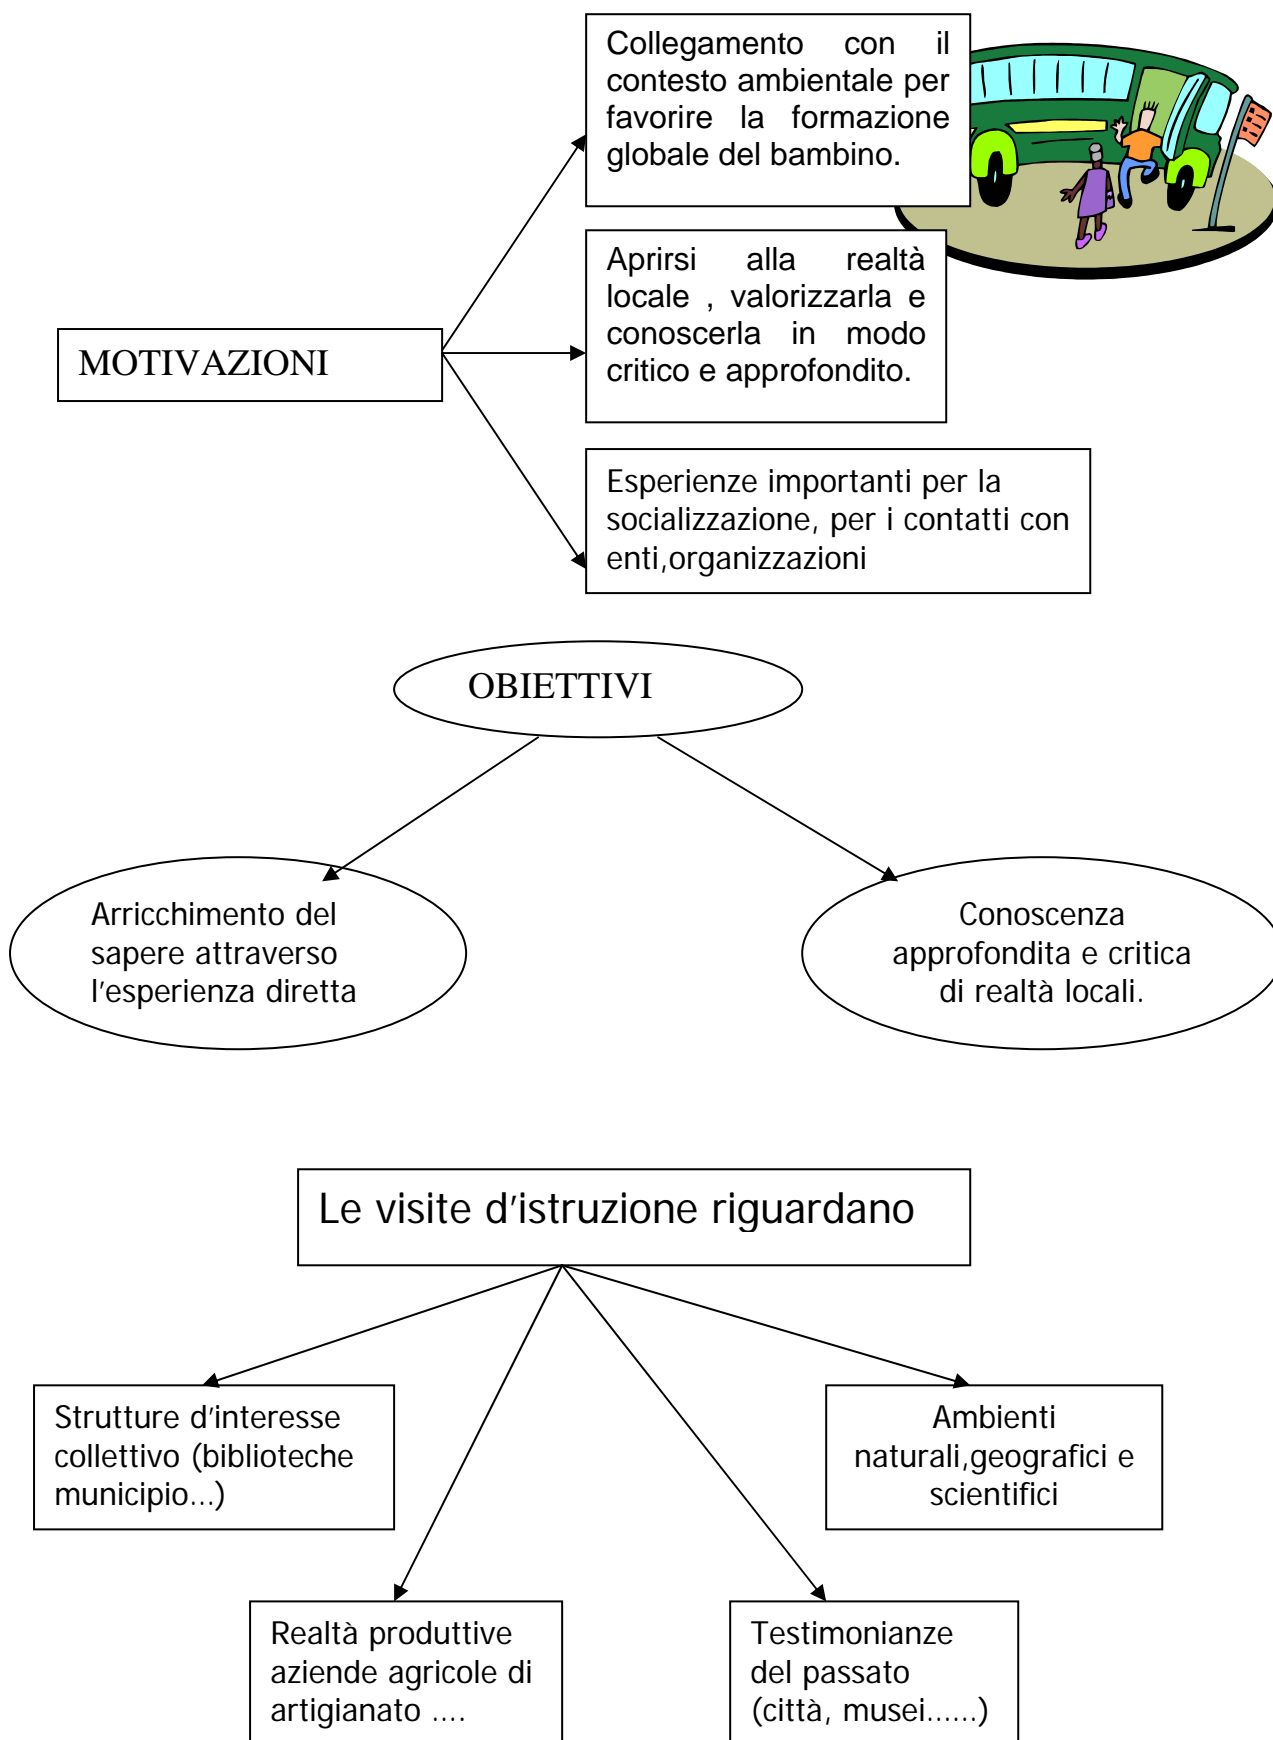 Collegamento con il
contesto ambientale per
favorire la formazione
globale del bambino.
Aprirsi alla realtà
locale , valorizzarla e
conoscerla in modo
critico e approfondito.
MOTIVAZIONI
Esperienze importanti per la
socializzazione, per i contatti con
enti,organizzazioni
OBIETTIVI
Arricchimento del
sapere attraverso
l'esperienza diretta
Conoscenza
approfondita e critica
di realtà locali.
Le visite d'istruzione riguardano
Strutture d'interesse
collettivo (biblioteche
municipio...)
Ambienti
naturali,geografici e
scientifici
Realtà produttive
aziende agricole di
artigianato ....
Testimonianze
del passato
(città, musei......)